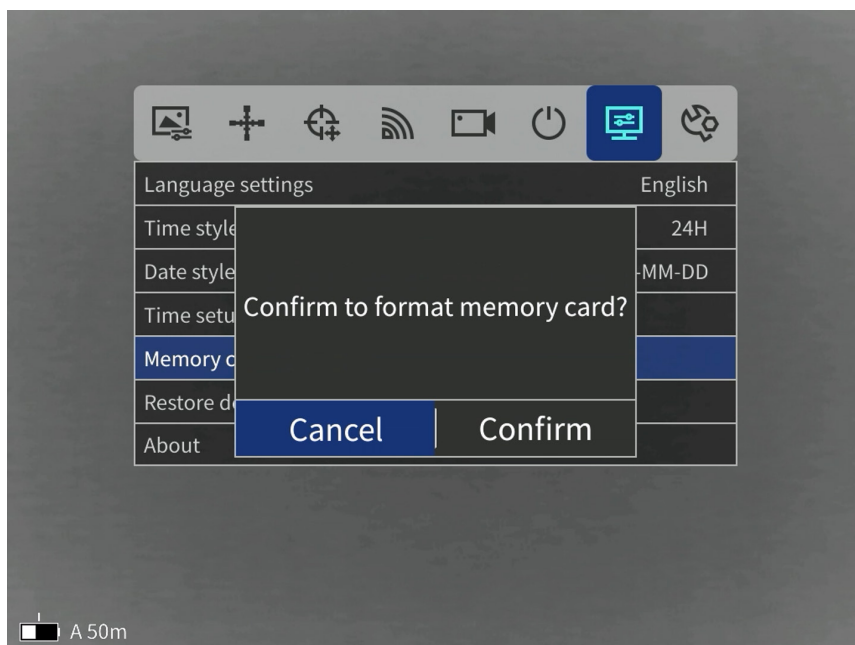 Language settings English
Time style 24H
Date style -MM-DD
Confirm to format memory card?
Time setu
Memory c
Restore d
Cancel Confirm
About
A 50m